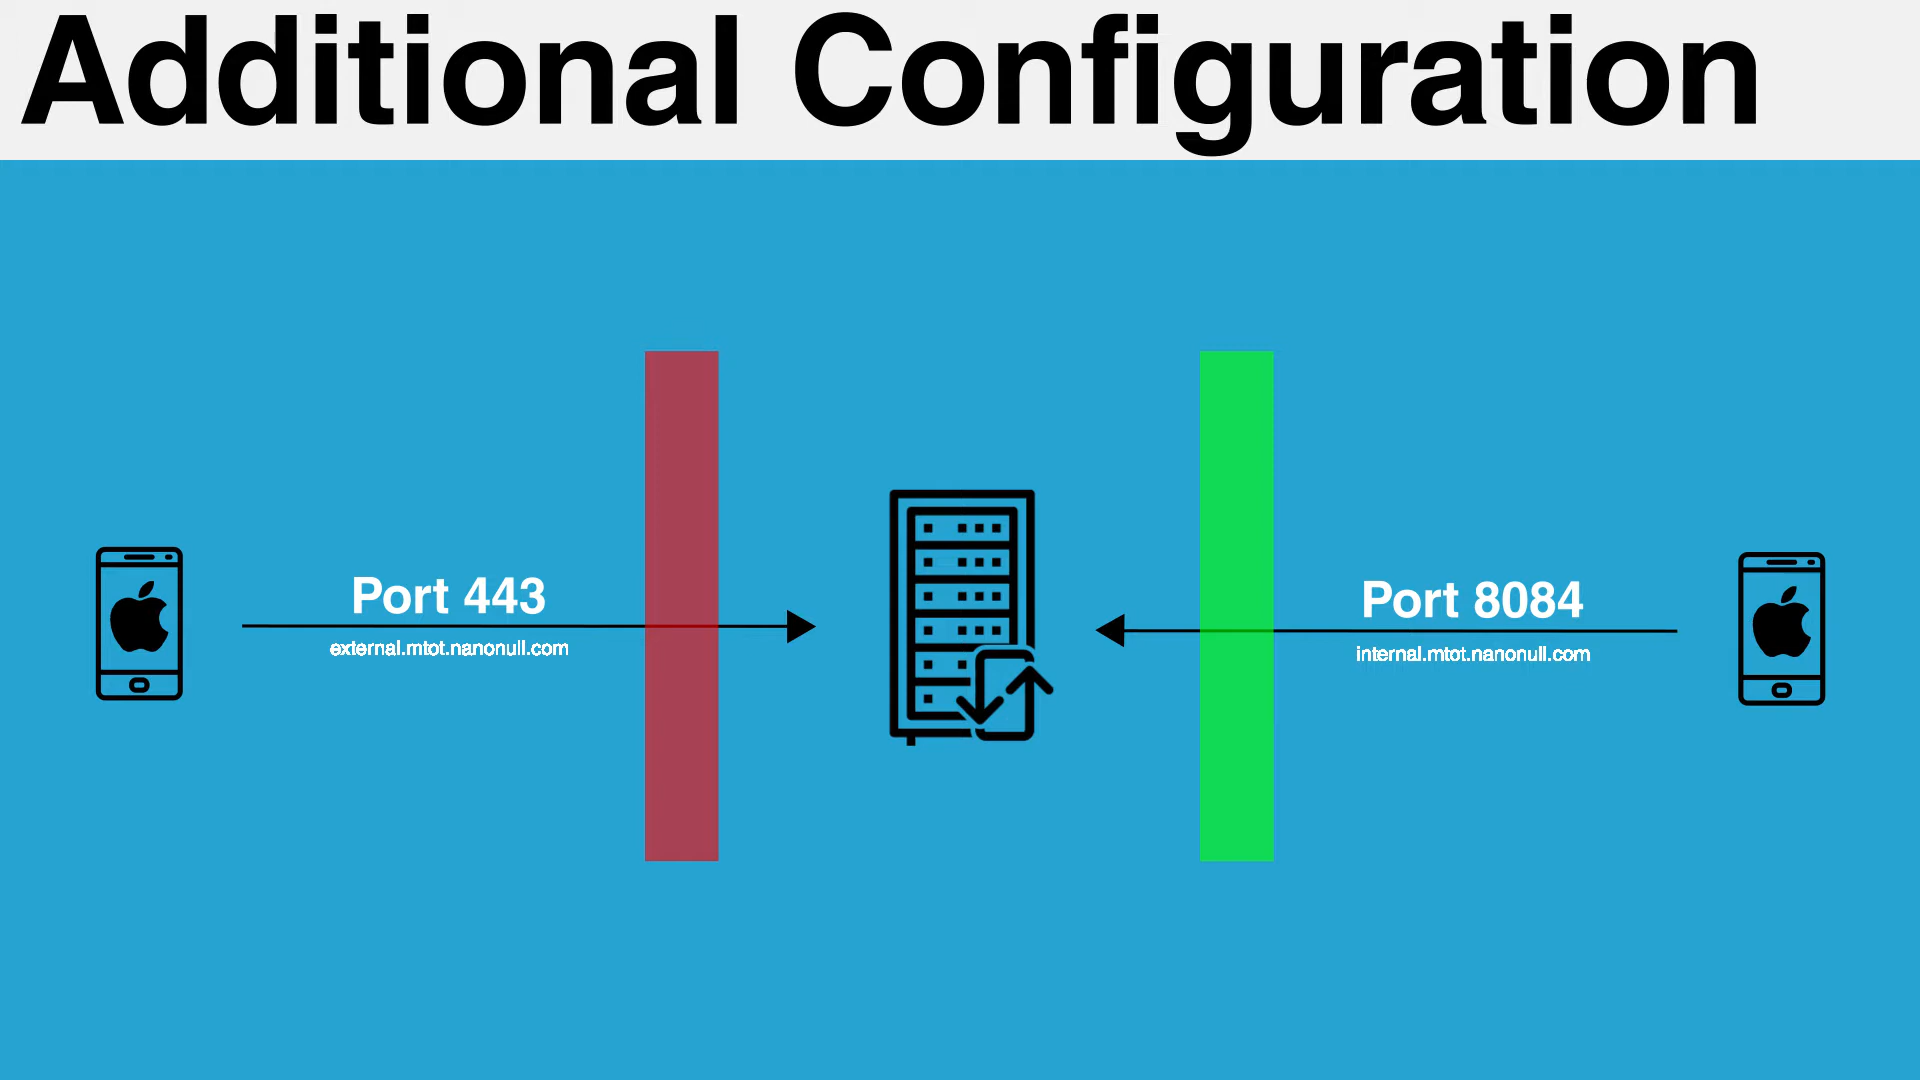 Additional Configuration
Port 443
external.mtot.nanonull.com
Port 8084
internal.mtot.nanonull.com